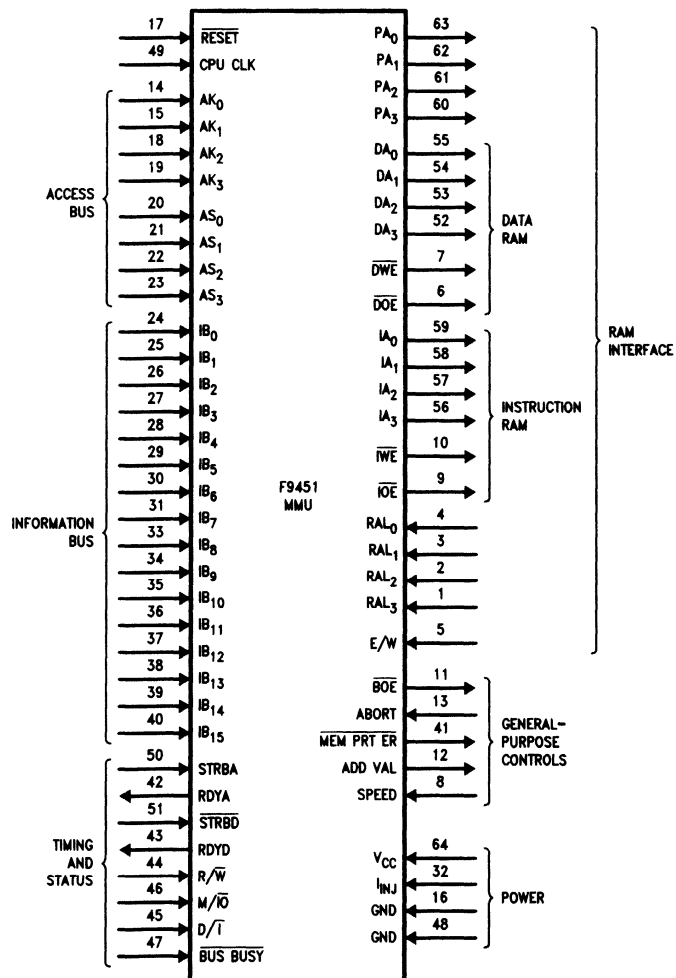 17 RESET
49 CPU CLK
ACCESS BUS
14 AK0
15 AK1
18 AK2
19 AK3
20 AS0
21 AS1
22 AS2
23 AS3
INFORMATION BUS
24 IB0
25 IB1
26 IB2
27 IB3
28 IB4
29 IB5
30 IB6
31 IB7
33 IB8
34 IB9
35 IB10
36 IB11
37 IB12
38 IB13
39 IB14
40 IB15
TIMING AND STATUS
50 STRBA
42 RDYA
51 STRBD
43 RDYD
44 R/W
46 M/IO
45 D/I
47 BUS BUSY
F9451
MMU
PA0 63
PA1 62
PA2 61
PA3 60
DA0 55
DA1 54
DA2 53
DA3 52
DWE 7
DOE 6
DATA RAM
IA0 59
IA1 58
IA2 57
IA3 56
IWE 10
IOE 9
INSTRUCTION RAM
RAL0 4
RAL1 3
RAL2 2
RAL3 1
E/W 5
RAM INTERFACE
BOE 11
ABORT 13
MEM PRT ER 41
ADD VAL 12
SPEED 8
GENERAL-PURPOSE CONTROLS
VCC 64
IINJ 32
GND 16
GND 48
POWER